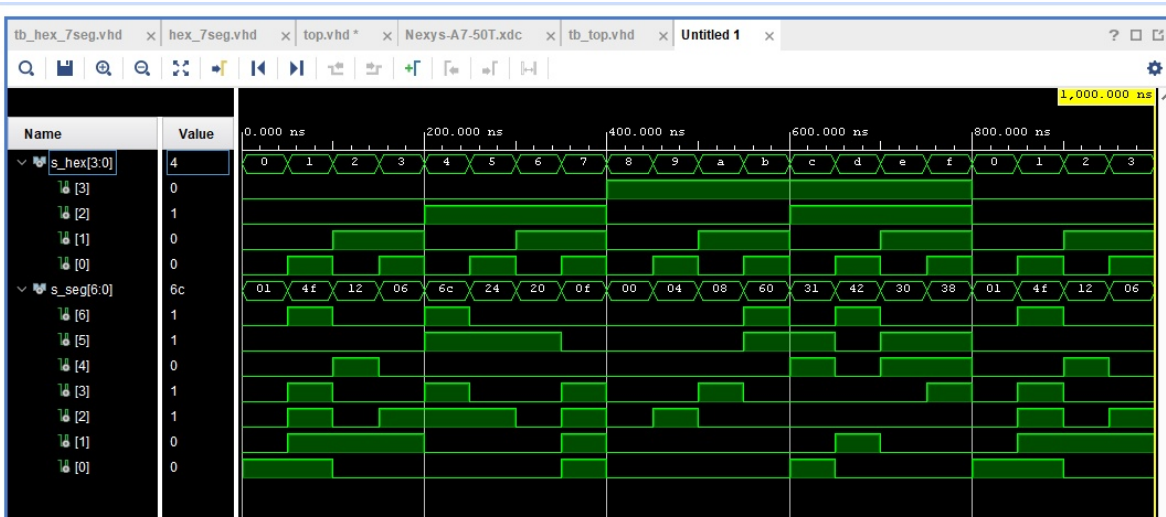 tb_hex_7seg.vhd × hex_7seg.vhd × top.vhd * × Nexys-A7-50T.xdc × tb_top.vhd × Untitled 1 ×
?
1,000.000 ns
Name Value 0.000 ns 200.000 ns 400.000 ns 600.000 ns 800.000 ns
s_hex[3:0] 4 0 1 2 3 4 5 6 7 8 9 a b c d e f 0 1 2 3
[3] 0
[2] 1
[1] 0
[0] 0
s_seg[6:0] 6c 01 4f 12 06 6c 24 20 0f 00 04 08 60 31 42 30 38 01 4f 12 06
[6] 1
[5] 1
[4] 0
[3] 1
[2] 1
[1] 0
[0] 0